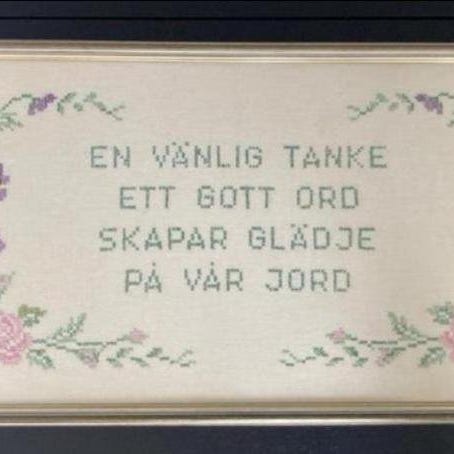 EN VÄNLIG TANKE
ETT GOTT ORD
SKAPAR GLÄDJE
PÅ VÅR JORD